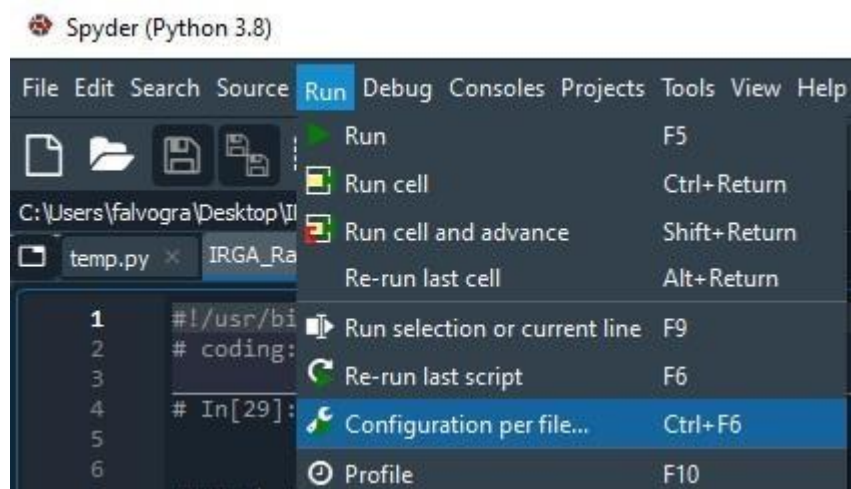 Spyder (Python 3.8)
File Edit Search Source Run Debug Consoles Projects Tools View Help
Run F5
Run cell Ctrl+Return
C:\Users\falvogra\Desktop\
Run cell and advance Shift+Return
temp.py × IRGA_Ra
Re-run last cell Alt+Return
1 #!/usr/bi
Run selection or current line F9
2 # coding:
3
Re-run last script F6
4 # In[29]:
Configuration per file... Ctrl+F6
5
6
Profile F10